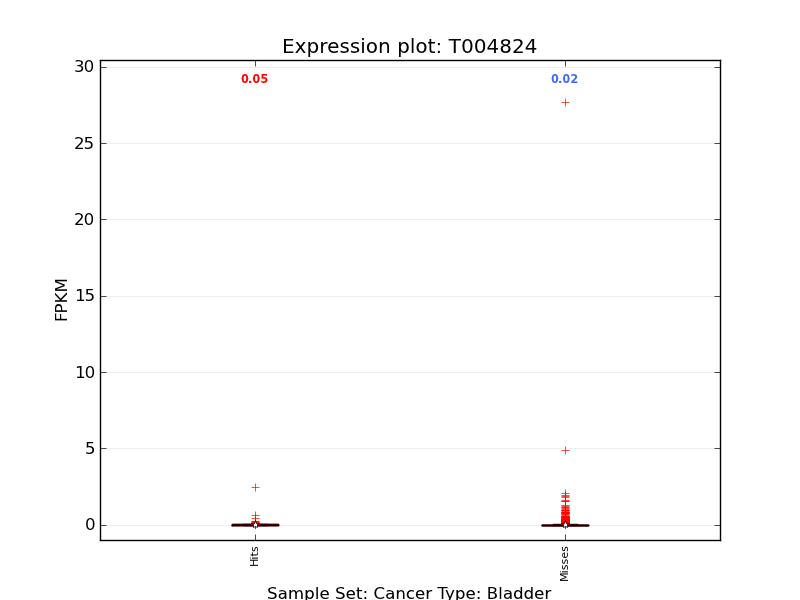 Expression plot: T004824
0.05
0.02
30
25
20
15
10
5
0
FPKM
Hits
Misses
Sample Set: Cancer Type: Bladder